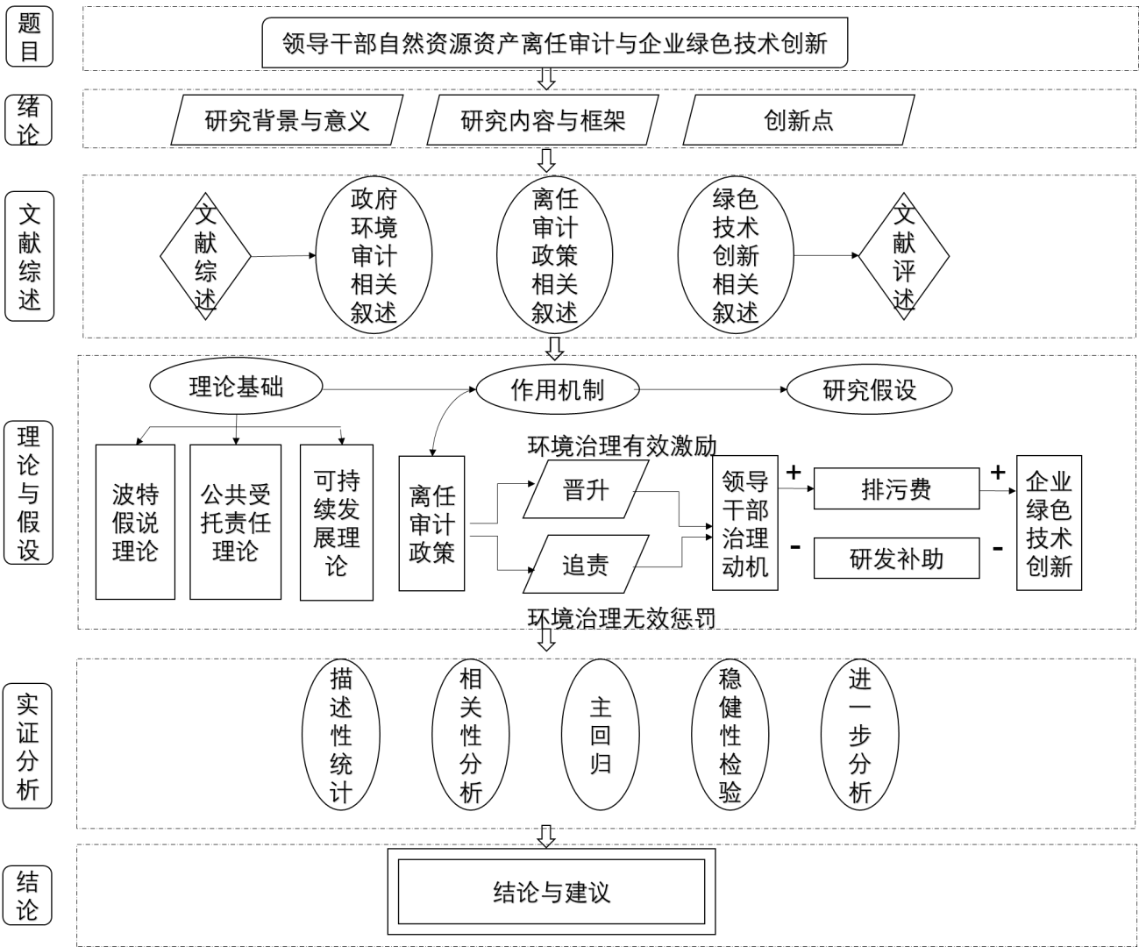 题目
领导干部自然资源资产离任审计与企业绿色技术创新
绪论
研究背景与意义
研究内容与框架
创新点
文献综述
文献综述
政府
环境
审计
相关
叙述
离任
审计
政策
相关
叙述
绿色
技术
创新
相关
叙述
文献评述
理论与假设
理论基础
作用机制
研究假设
波特
假说
理论
公共受
托责任
理论
可持
续发
展理
论
离任
审计
政策
环境治理有效激励
晋升
追责
环境治理无效惩罚
领导
干部
治理
动机
+
排污费
+
-
研发补助
-
企业
绿色
技术
创新
实证分析
描述性统计
相关性分析
主回归
稳健性检验
进一步分析
结论
结论与建议